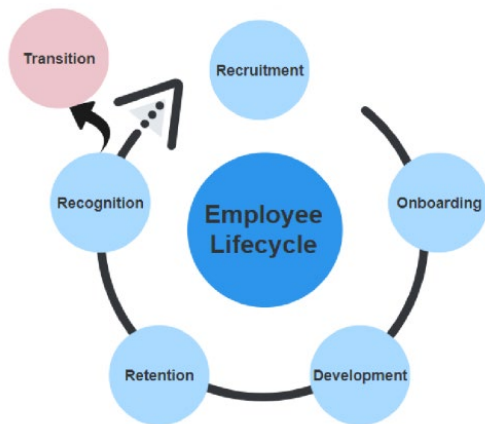 Transition
Recruitment
Recognition
Employee
Lifecycle
Onboarding
Retention
Development